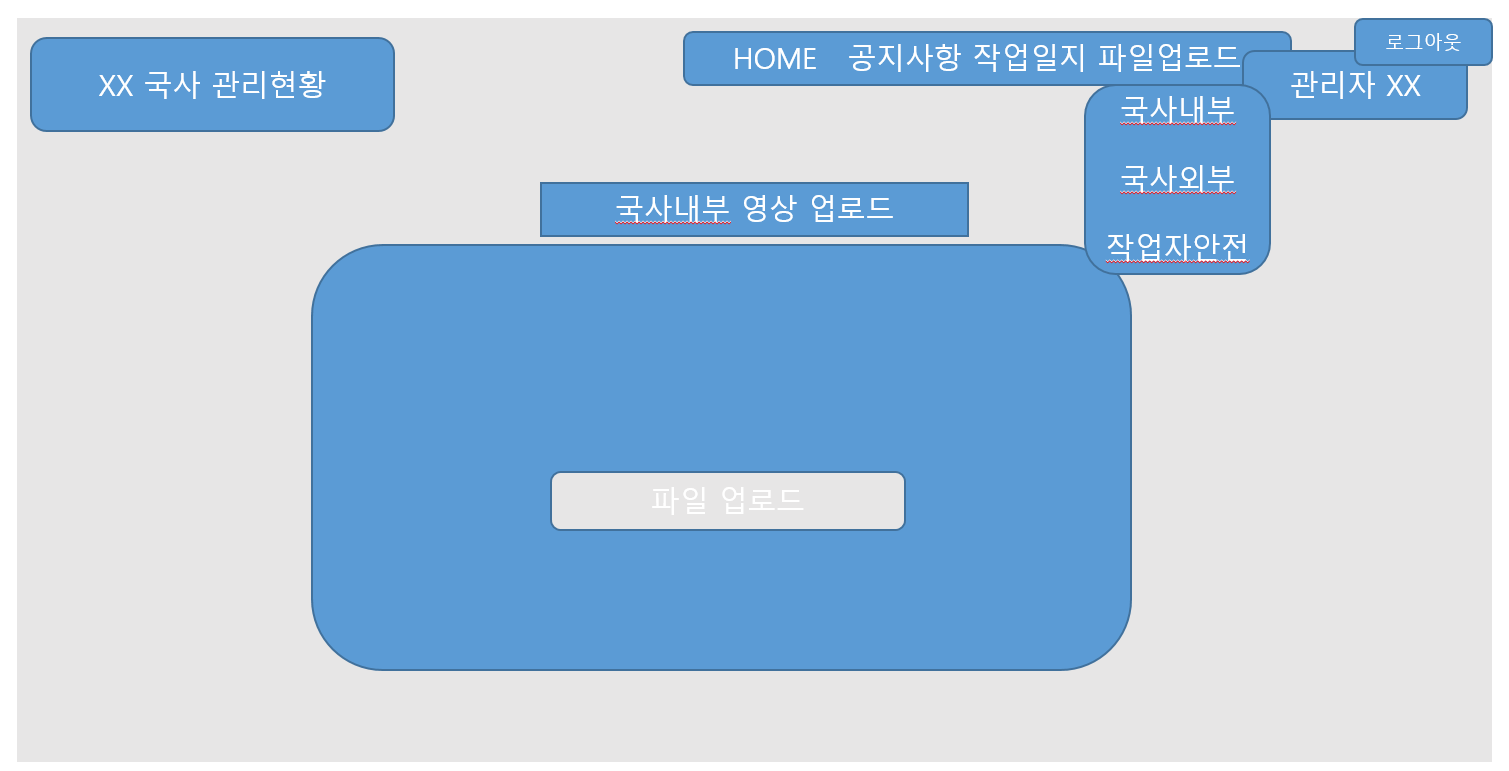 로그아웃
XX 국사 관리현황
HOME 공지사항 작업일지 파일업로드
관리자 XX
국사내부
국사외부
작업자안전
국사내부 영상 업로드
파일 업로드